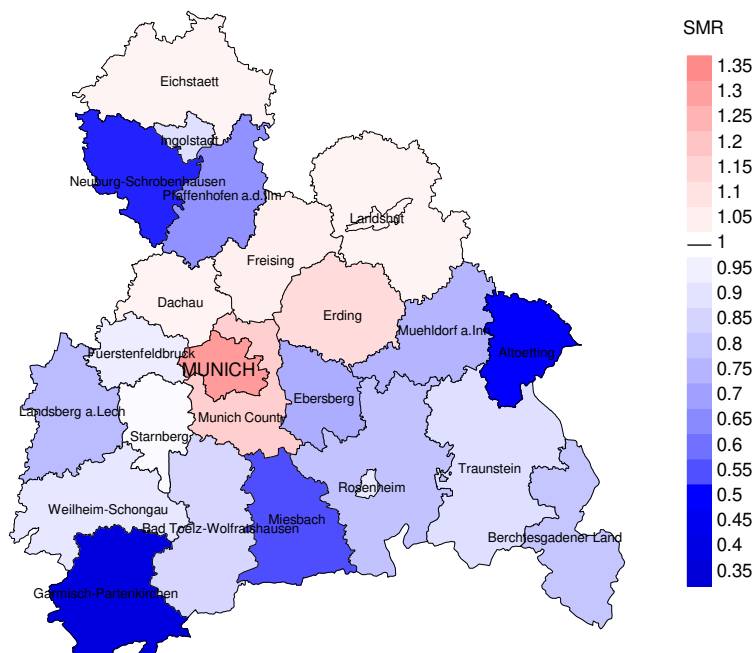 SMR
1.35
1.3
1.25
1.2
1.15
1.1
1.05
1
0.95
0.9
0.85
0.8
0.75
0.7
0.65
0.6
0.55
0.5
0.45
0.4
0.35
Eichstaett
Ingolstadt
Neuburg-Schrobenhausen
Pfaffenhofen a.d.Ilm
Landshut
Freising
Dachau
Erding
Muehldorf a.Inn
Altoetting
Fuerstenfeldbruck
MUNICH
Ebersberg
Landsberg a.Lech
Munich County
Starnberg
Traunstein
Rosenheim
Weilheim-Schongau
Miesbach
Bad Toelz-Wolfratshausen
Berchtesgadener Land
Garmisch-Partenkirchen